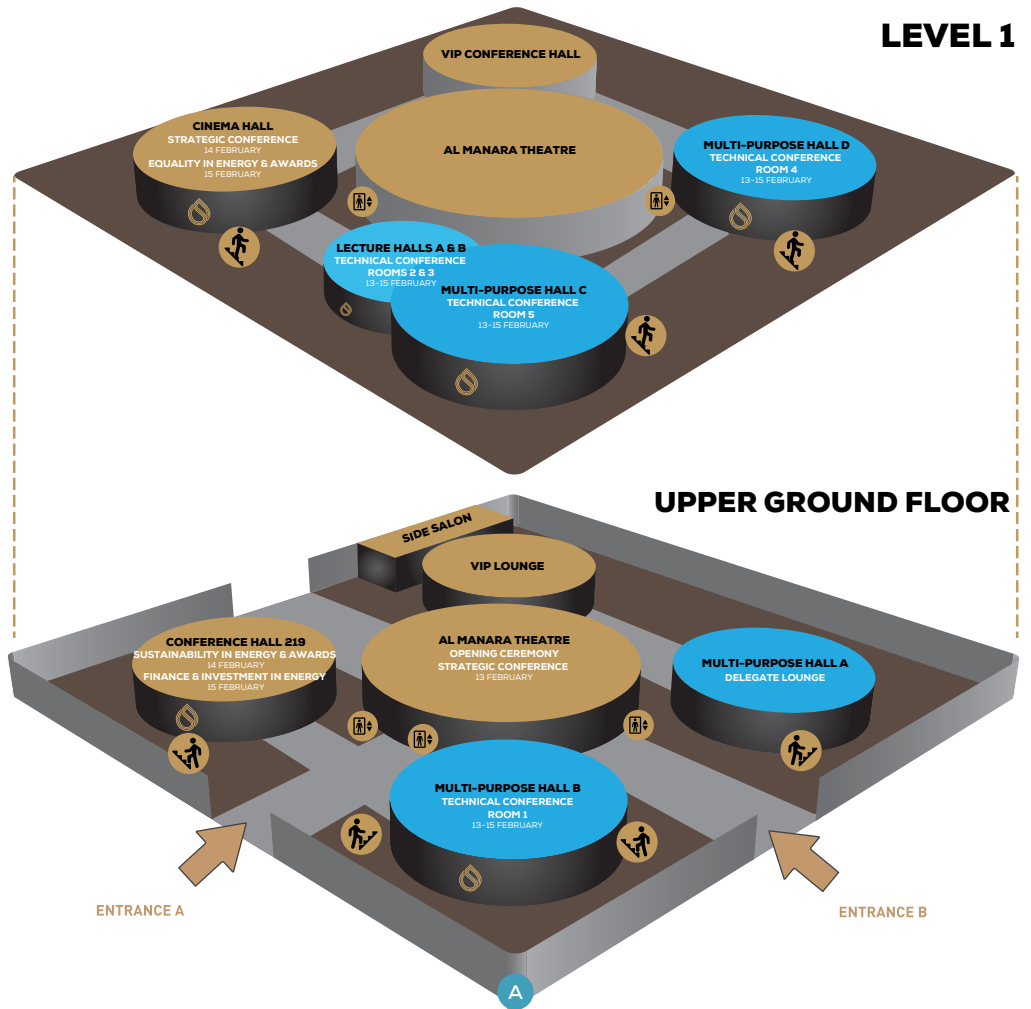 LEVEL 1
VIP CONFERENCE HALL
CINEMA HALL
STRATEGIC CONFERENCE
14 FEBRUARY
EQUALITY IN ENERGY & AWARDS
15 FEBRUARY
AL MANARA THEATRE
MULTI-PURPOSE HALL D
TECHNICAL CONFERENCE
ROOM 4
13-15 FEBRUARY
LECTURE HALLS A & B
TECHNICAL CONFERENCE
ROOMS 2 & 3
13-15 FEBRUARY
MULTI-PURPOSE HALL C
TECHNICAL CONFERENCE
ROOM 5
13-15 FEBRUARY
UPPER GROUND FLOOR
SIDE SALON
VIP LOUNGE
CONFERENCE HALL 219
SUSTAINABILITY IN ENERGY & AWARDS
14 FEBRUARY
FINANCE & INVESTMENT IN ENERGY
15 FEBRUARY
AL MANARA THEATRE
OPENING CEREMONY
STRATEGIC CONFERENCE
13 FEBRUARY
MULTI-PURPOSE HALL A
DELEGATE LOUNGE
MULTI-PURPOSE HALL B
TECHNICAL CONFERENCE
ROOM 1
13-15 FEBRUARY
ENTRANCE A
ENTRANCE B
A